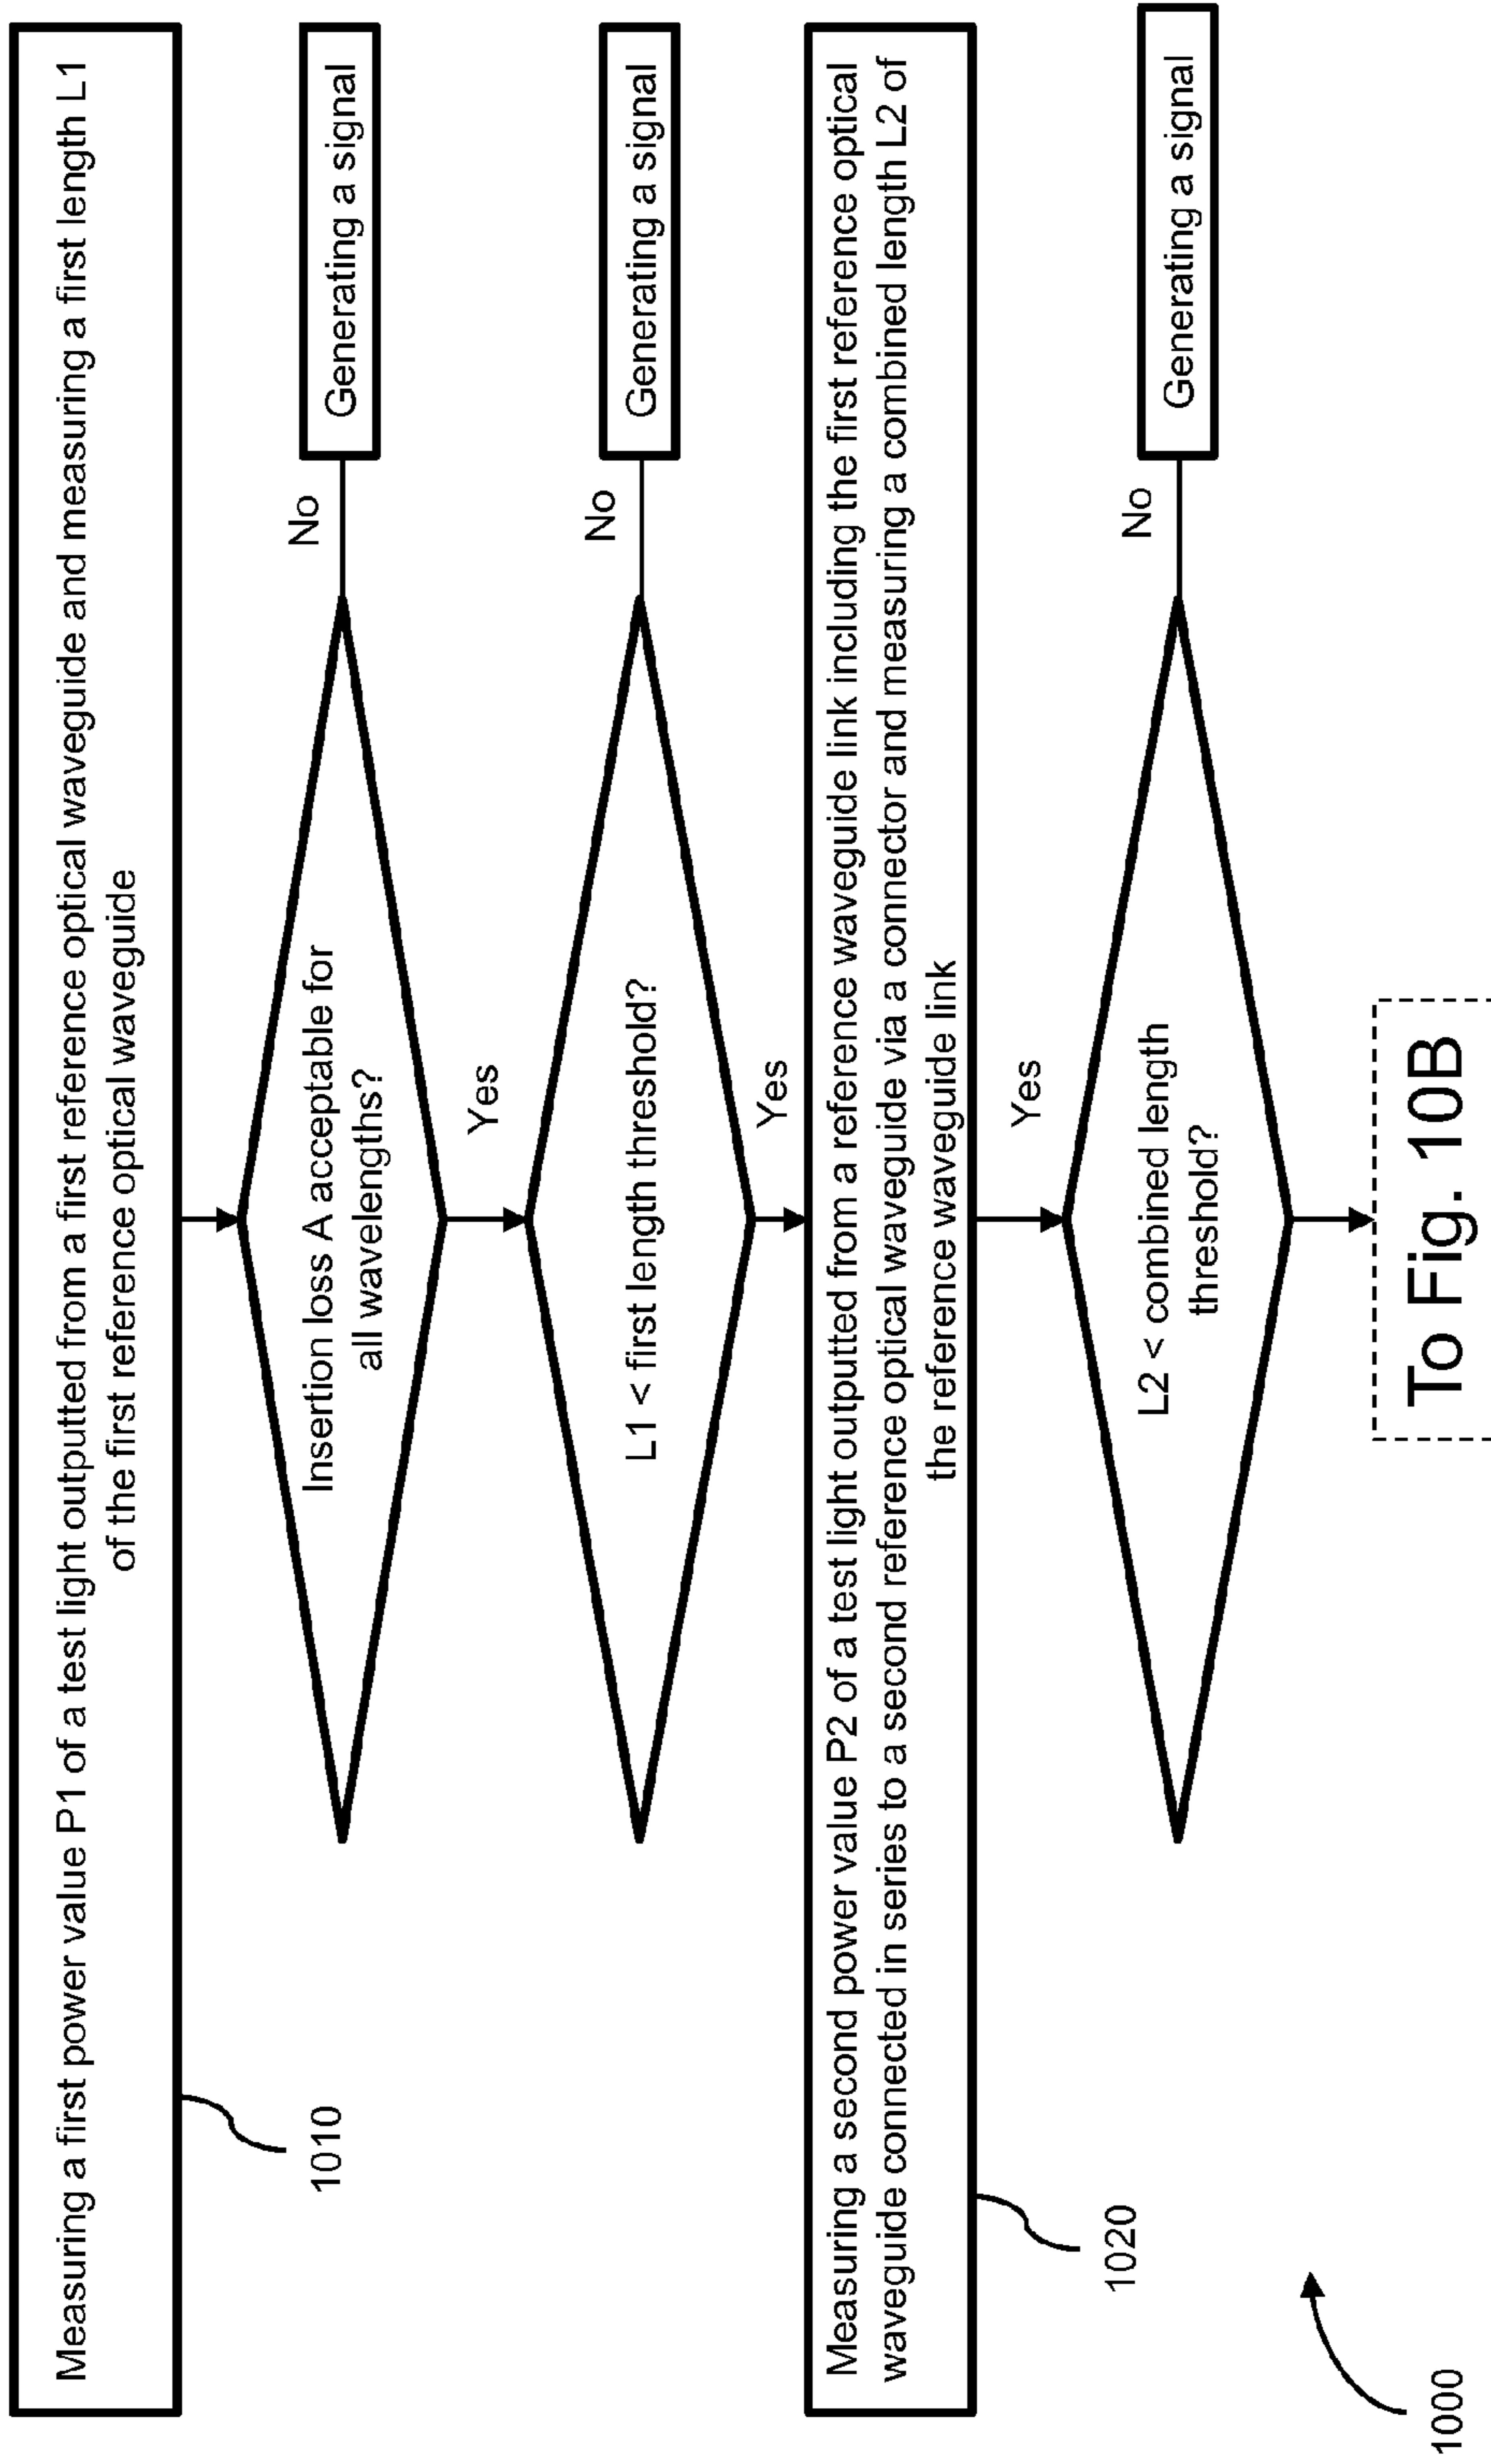 Measuring a first power value P1 of a test light outputted from a first reference optical waveguide and measuring a first length L1
of the first reference optical waveguide
1010
Insertion loss A acceptable for
all wavelengths?
No
Generating a signal
Yes
L1 < first length threshold?
No
Generating a signal
Yes
Measuring a second power value P2 of a test light outputted from a reference waveguide link including the first reference optical
waveguide connected in series to a second reference optical waveguide via a connector and measuring a combined length L2 of
the reference waveguide link
1020
Yes
L2 < combined length
threshold?
No
Generating a signal
To Fig. 10B
1000